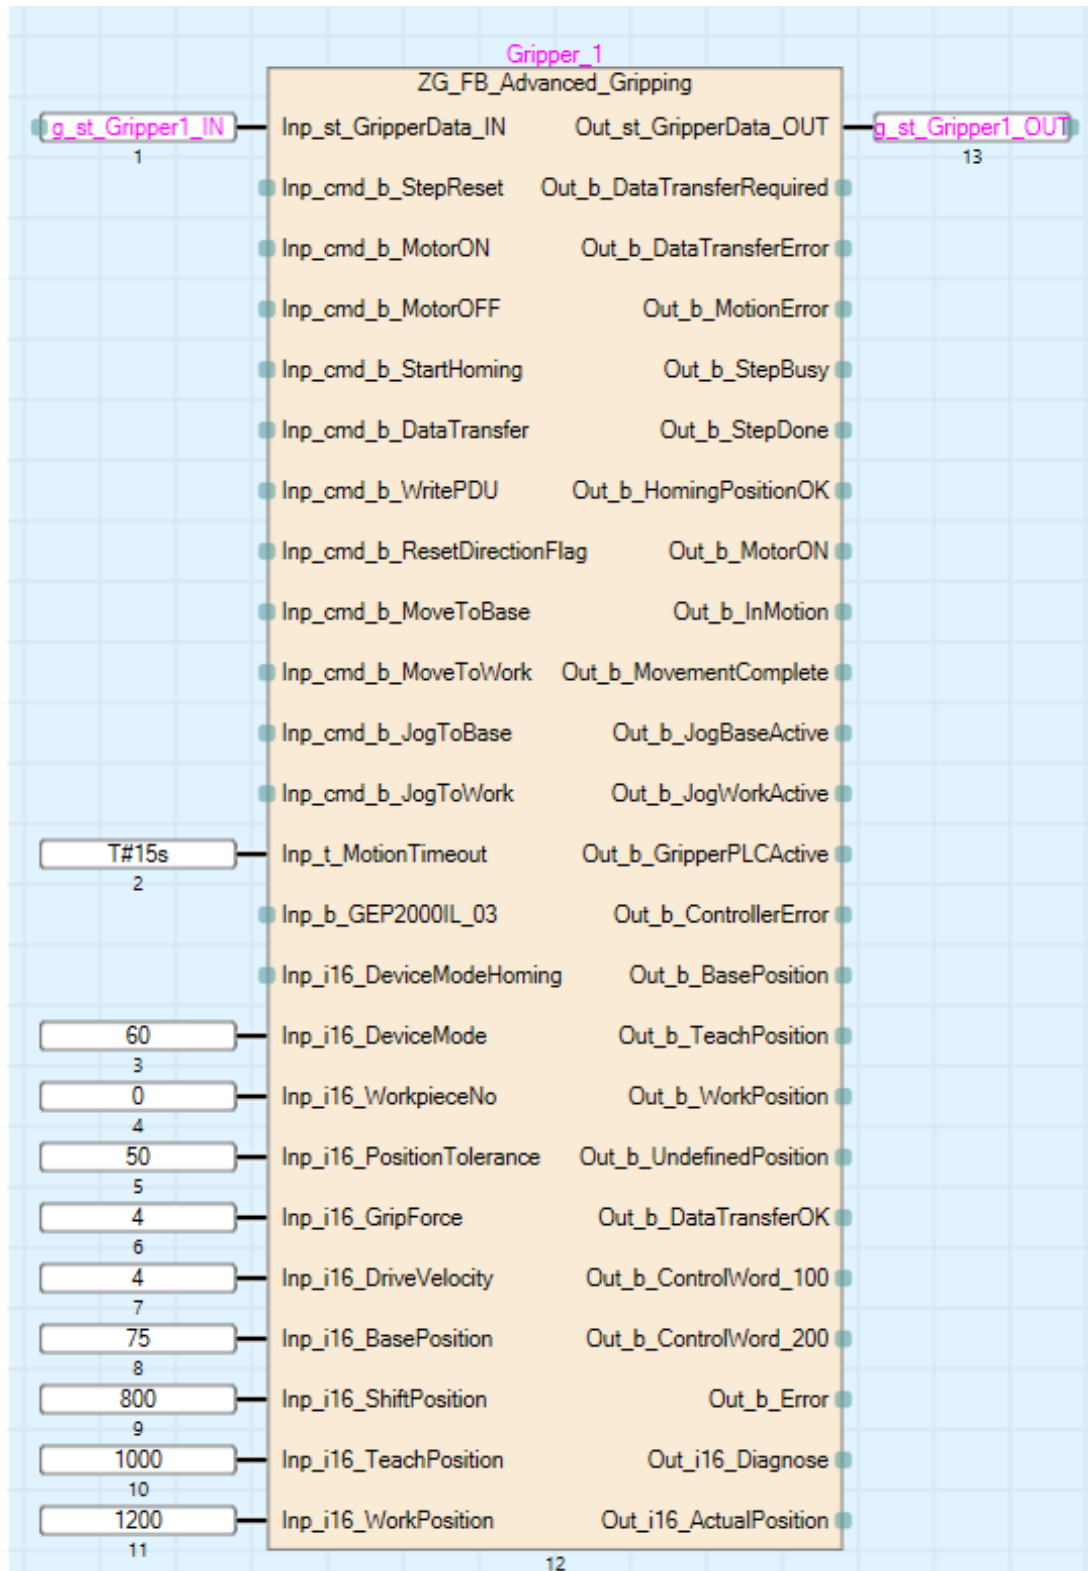 Gripper_1
ZG_FB_Advanced_Gripping
g_st_Gripper1_IN Inp_st_GripperData_IN Out_st_GripperData_OUT g_st_Gripper1_OUT
1 13
Inp_cmd_b_StepReset Out_b_DataTransferRequired
Inp_cmd_b_MotorON Out_b_DataTransferError
Inp_cmd_b_MotorOFF Out_b_MotionError
Inp_cmd_b_StartHoming Out_b_StepBusy
Inp_cmd_b_DataTransfer Out_b_StepDone
Inp_cmd_b_WritePDU Out_b_HomingPositionOK
Inp_cmd_b_ResetDirectionFlag Out_b_MotorON
Inp_cmd_b_MoveToBase Out_b_InMotion
Inp_cmd_b_MoveToWork Out_b_MovementComplete
Inp_cmd_b_JogToBase Out_b_JogBaseActive
Inp_cmd_b_JogToWork Out_b_JogWorkActive
T#15s Inp_t_MotionTimeout Out_b_GripperPLCActive
2
Inp_b_GEP2000IL_03 Out_b_ControllerError
Inp_i16_DeviceModeHoming Out_b_BasePosition
60 Inp_i16_DeviceMode Out_b_TeachPosition
3
0 Inp_i16_WorkpieceNo Out_b_WorkPosition
4
50 Inp_i16_PositionTolerance Out_b_UndefinedPosition
5
4 Inp_i16_GripForce Out_b_DataTransferOK
6
4 Inp_i16_DriveVelocity Out_b_ControlWord_100
7
75 Inp_i16_BasePosition Out_b_ControlWord_200
8
800 Inp_i16_ShiftPosition Out_b_Error
9
1000 Inp_i16_TeachPosition Out_i16_Diagnose
10
1200 Inp_i16_WorkPosition Out_i16_ActualPosition
11
12